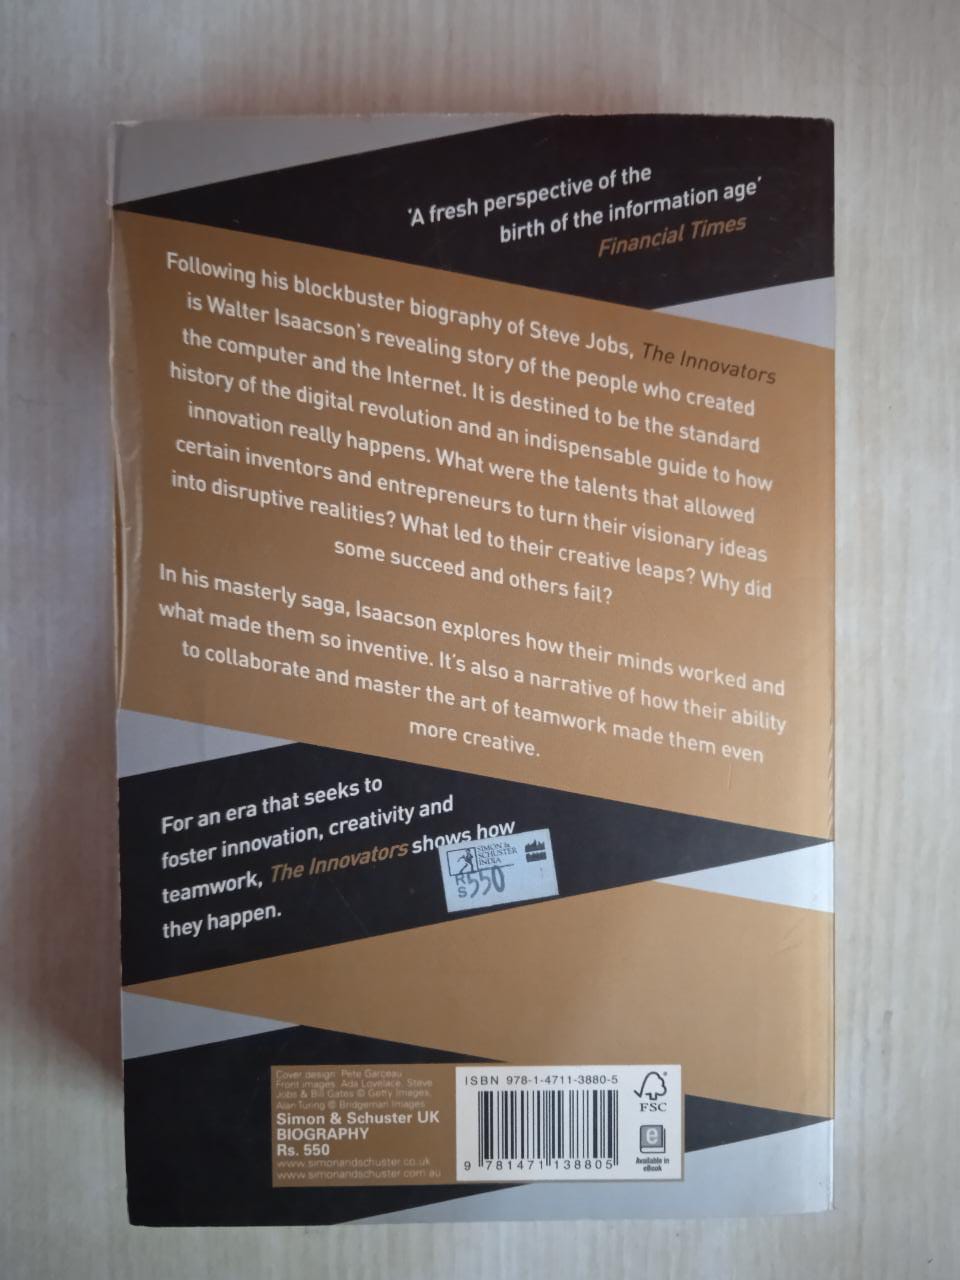 'A fresh perspective of the
birth of the information age'
Financial Times
Following his blockbuster biography of Steve Jobs, The Innovators
is Walter Isaacson's revealing story of the people who created
the computer and the Internet. It is destined to be the standard
history of the digital revolution and an indispensable guide to how
innovation really happens. What were the talents that allowed
certain inventors and entrepreneurs to turn their visionary ideas
into disruptive realities? What led to their creative leaps? Why did
some succeed and others fail?
In his masterly saga, Isaacson explores how their minds worked and
what made them so inventive. It's also a narrative of how their ability
to collaborate and master the art of teamwork made them even
more creative.
For an era that seeks to
foster innovation, creativity and
teamwork, The Innovators shows how
they happen.
SIMON &
SCHUSTER
INDIA
RS 550
Cover design: Pete Garceau
Front images: Ada Lovelace, Steve
Jobs & Bill Gates © Getty Images,
Alan Turing © Bridgeman Images
Simon & Schuster UK
BIOGRAPHY
Rs. 550
www.simonandschuster.co.uk
www.simonandschuster.com.au
ISBN 978-1-4711-3880-5
9 781471 138805
FSC
e
Available in
eBook